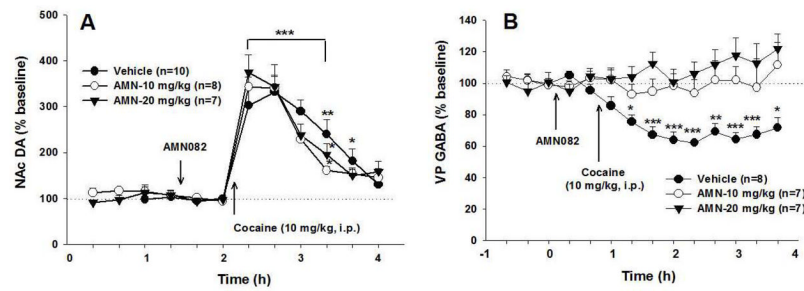 A
***
Vehicle (n=10)
AMN-10 mg/kg (n=8)
AMN-20 mg/kg (n=7)
**
*
*
*
AMN082
Cocaine (10 mg/kg, i.p.)
NAc DA (% baseline)
500
400
300
200
100
0
0 1 2 3 4
Time (h)
B
AMN082
Cocaine
(10 mg/kg, i.p.)
* *** *** *** ** *** *** *
Vehicle (n=8)
AMN-10 mg/kg (n=7)
AMN-20 mg/kg (n=7)
VP GABA (% baseline)
140
120
100
80
60
40
20
0
-1 0 1 2 3 4
Time (h)